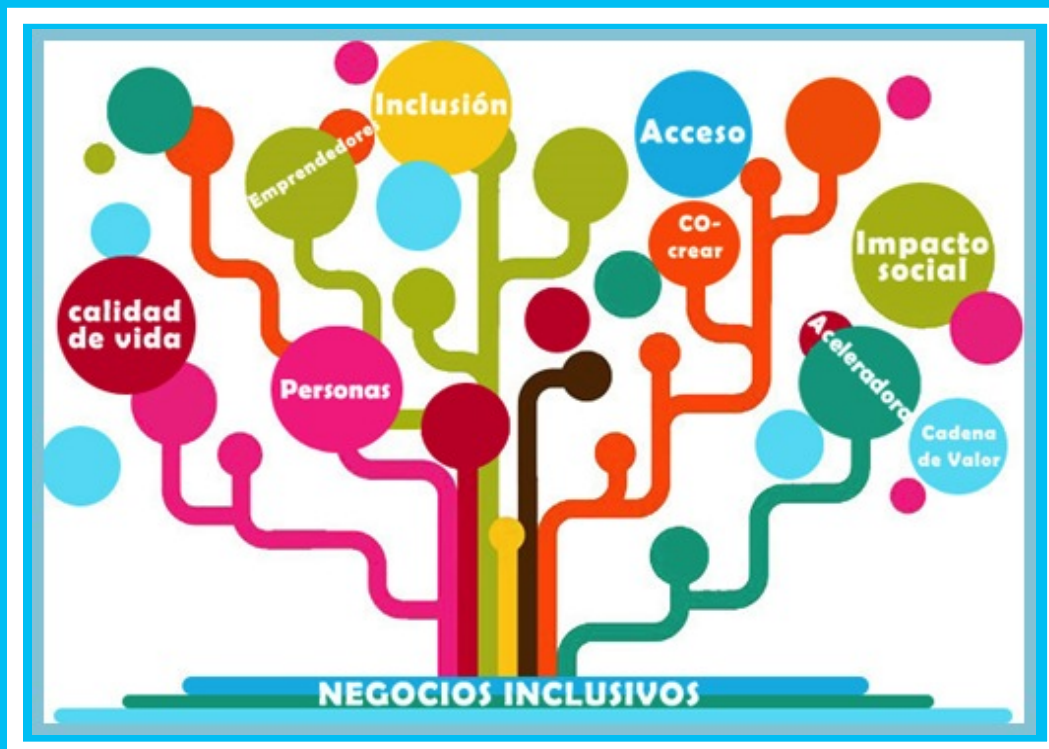 Inclusión
Emprendedores
Acceso
CO-
crear
Impacto
social
calidad
de vida
Personas
Aceleradora
Cadena
de Valor
NEGOCIOS INCLUSIVOS